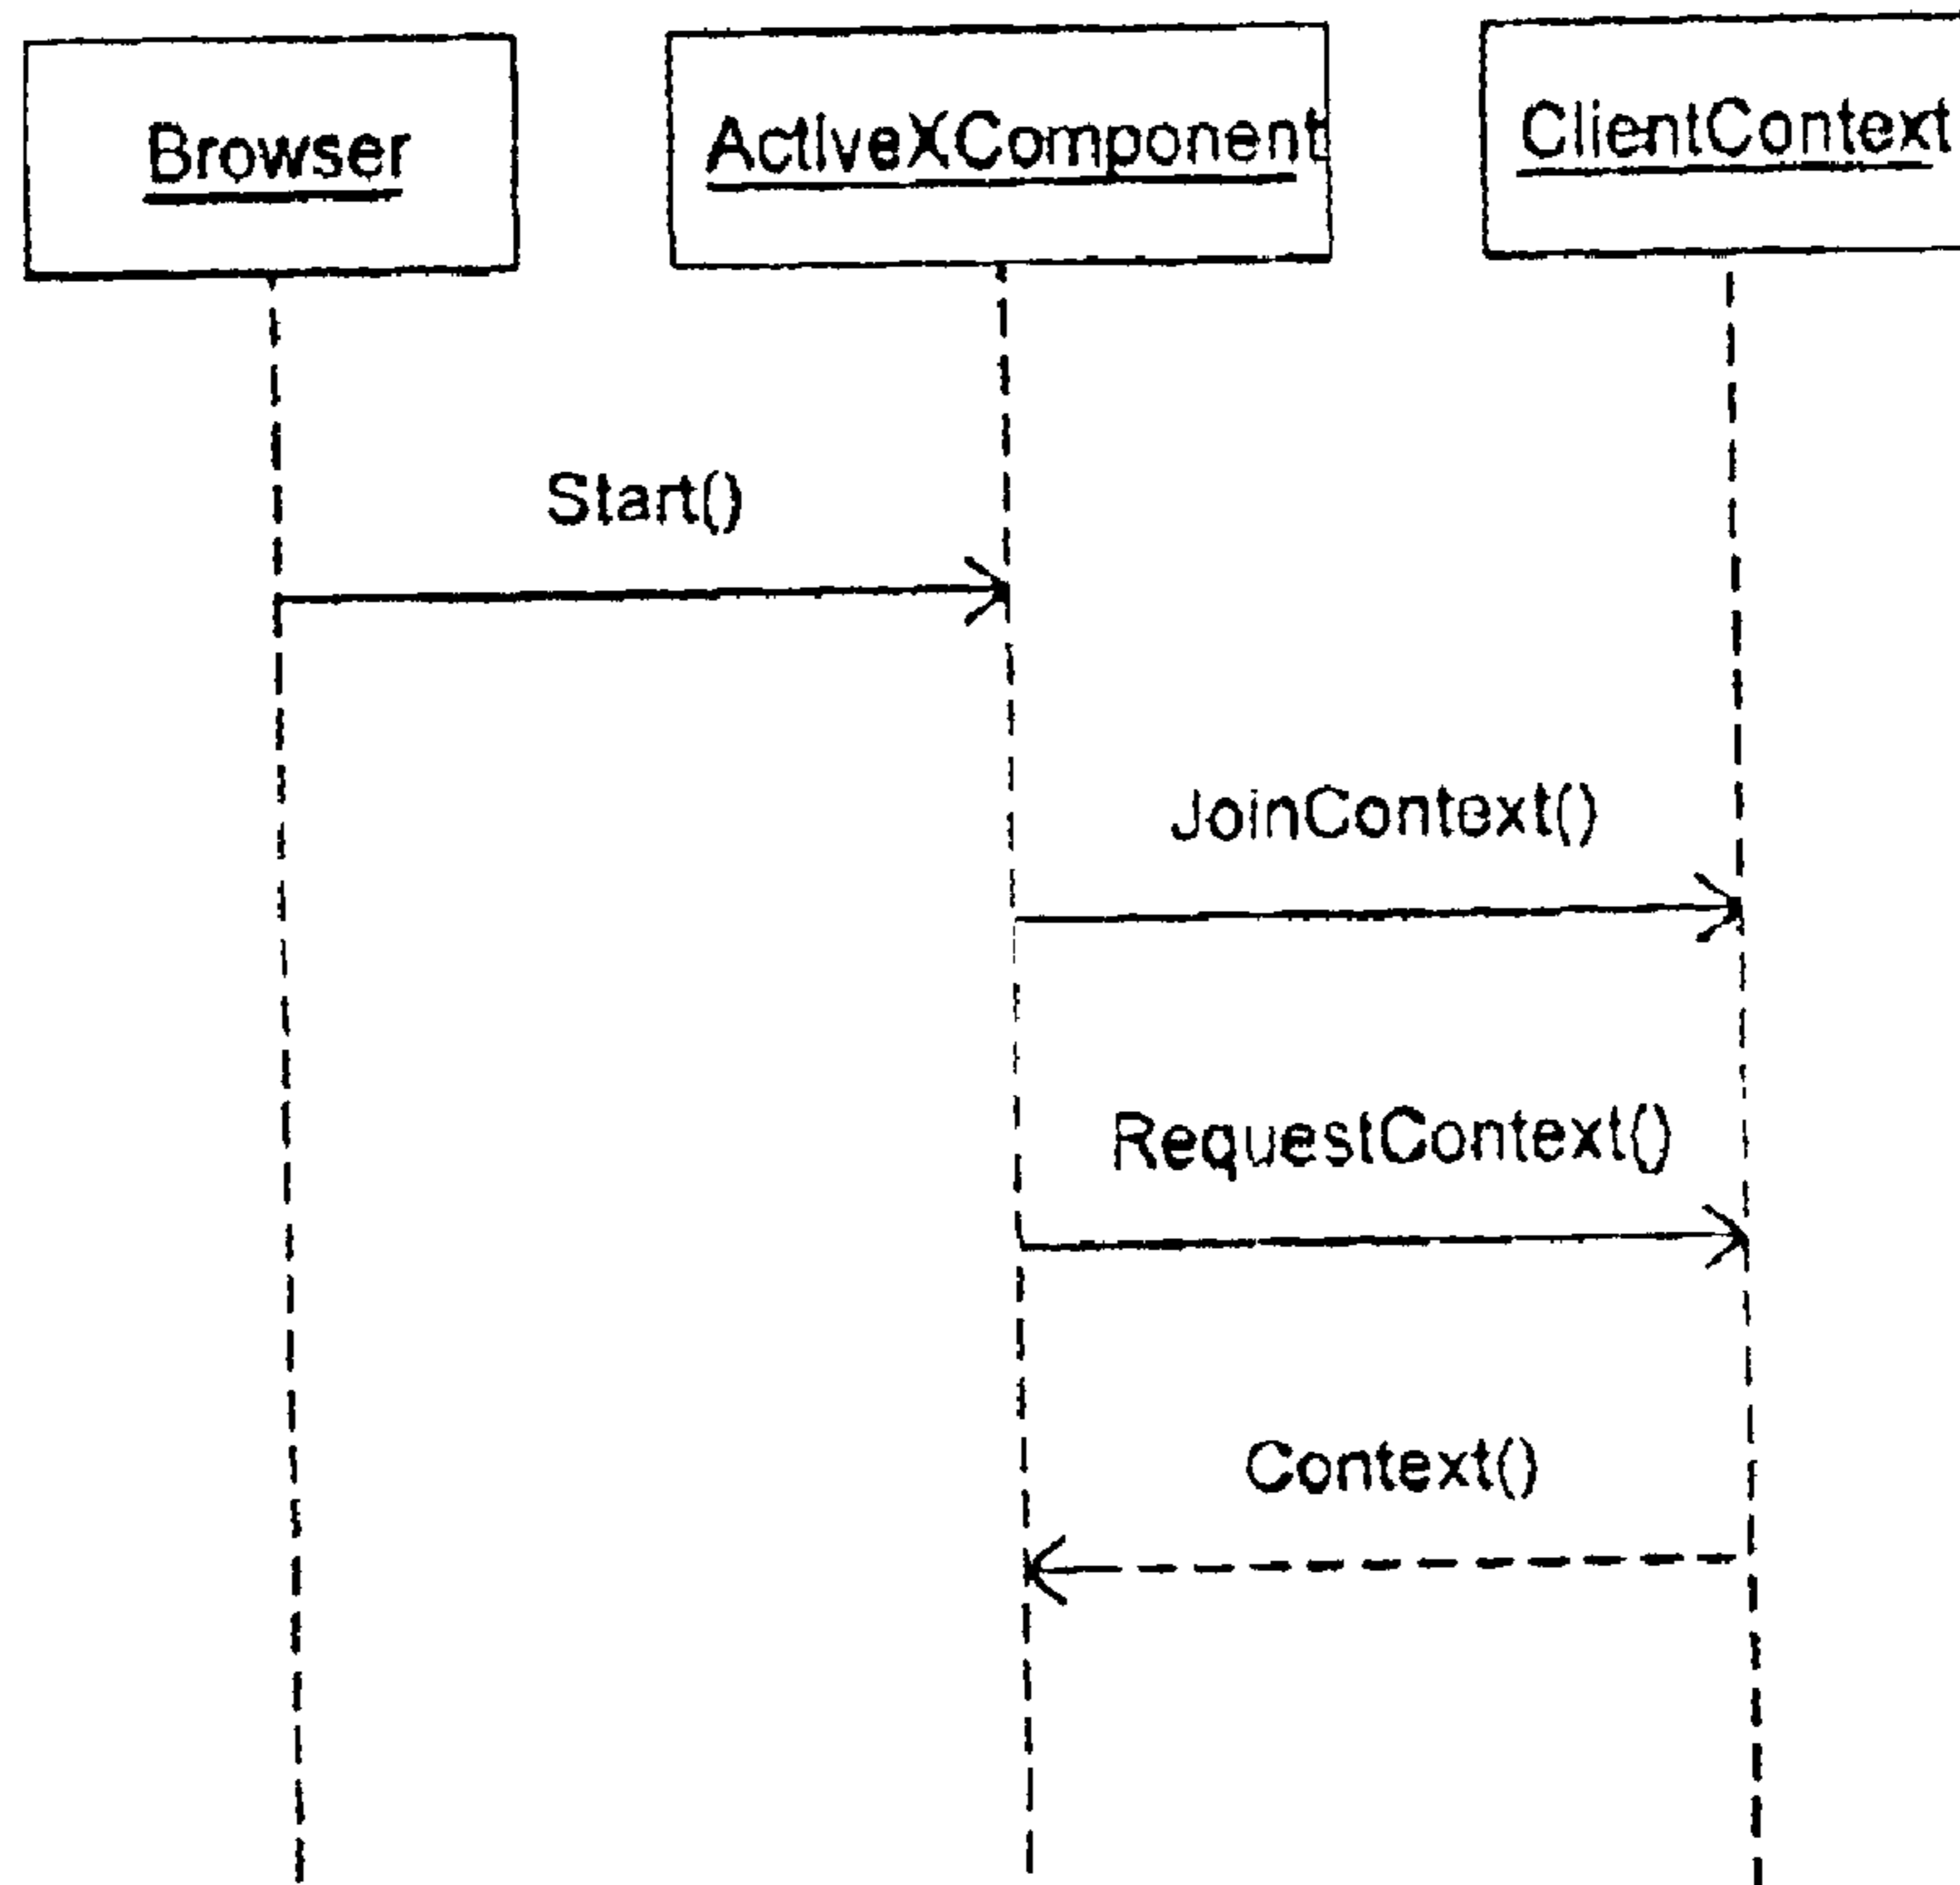 Browser
ActiveXComponent
ClientContext
Start()
JoinContext()
RequestContext()
Context()